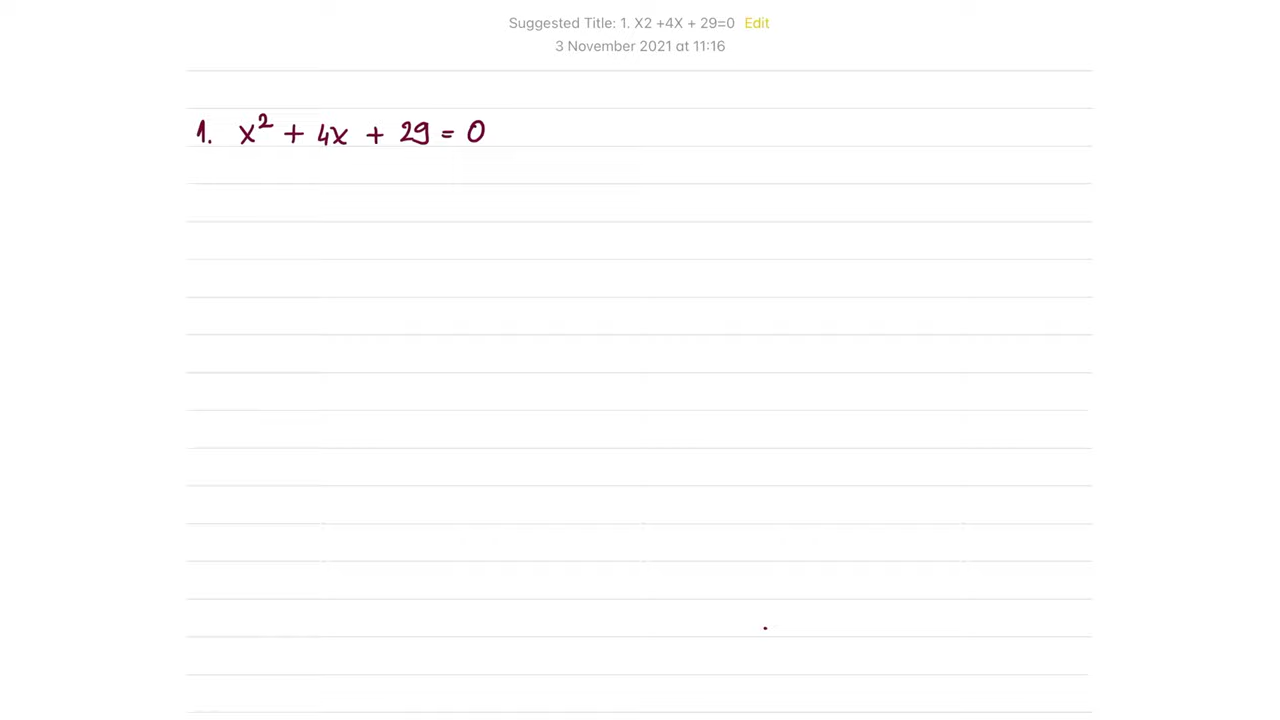 Suggested Title: 1. X2 +4X + 29=0 Edit
3 November 2021 at 11:16
1. x² + 4x + 29 = 0